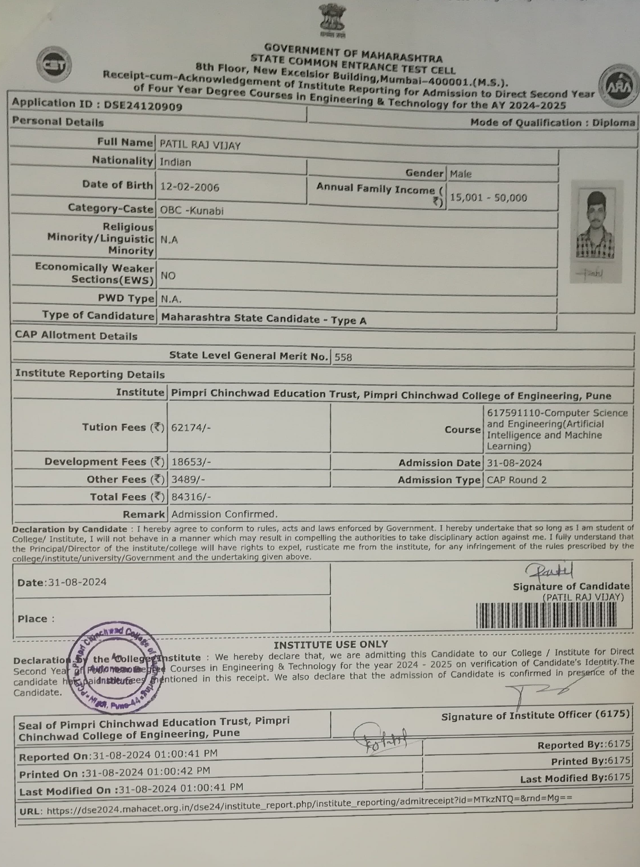 GOVERNMENT OF MAHARASHTRA
STATE COMMON ENTRANCE TEST CELL
8th Floor, New Excelsior Building,Mumbai-400001.(M.S.).
Receipt-cum-Acknowledgement of Institute Reporting for Admission to Direct Second Year
of Four Year Degree Courses in Engineering & Technology for the AY 2024-2025
CET
ARA
Application ID : DSE24120909
Personal Details
Mode of Qualification : Diploma
Full Name PATIL RAJ VIJAY
Nationality Indian
Gender Male
Date of Birth 12-02-2006
Annual Family Income (₹) 15,001 - 50,000
Category-Caste OBC -Kunabi
Religious
Minority/Linguistic N.A
Minority
Economically Weaker
Sections(EWS) NO
PWD Type N.A.
Type of Candidature Maharashtra State Candidate - Type A
Patil
CAP Allotment Details
State Level General Merit No. 558
Institute Reporting Details
Institute Pimpri Chinchwad Education Trust, Pimpri Chinchwad College of Engineering, Pune
Tution Fees (₹) 62174/-
Course 617591110-Computer Science
and Engineering(Artificial
Intelligence and Machine
Learning)
Development Fees (₹) 18653/-
Admission Date 31-08-2024
Other Fees (₹) 3489/-
Admission Type CAP Round 2
Total Fees (₹) 84316/-
Remark Admission Confirmed.
Declaration by Candidate : I hereby agree to conform to rules, acts and laws enforced by Government. I hereby undertake that so long as I am student of
College/ Institute, I will not behave in a manner which may result in compelling the authorities to take disciplinary action against me. I fully understand that
the Principal/Director of the institute/college will have rights to expel, rusticate me from the institute, for any infringement of the rules prescribed by the
college/institute/university/Government and the undertaking given above.
Date:31-08-2024
Patil
Signature of Candidate
(PATIL RAJ VIJAY)
Place :
INSTITUTE USE ONLY
Declaration by the College/Institute : We hereby declare that, we are admitting this Candidate to our College / Institute for Direct
Second Year of Four Year Degree Courses in Engineering & Technology for the year 2024 - 2025 on verification of Candidate's Identity.The
candidate has paid the fees mentioned in this receipt. We also declare that the admission of Candidate is confirmed in presence of the
Candidate.
Seal of Pimpri Chinchwad Education Trust, Pimpri
Chinchwad College of Engineering, Pune
Signature of Institute Officer (6175)
Reported On:31-08-2024 01:00:41 PM
Reported By::6175
Printed On :31-08-2024 01:00:42 PM
Printed By:6175
Last Modified On :31-08-2024 01:00:41 PM
Last Modified By:6175
URL: https://dse2024.mahacet.org.in/dse24/institute_report.php/institute_reporting/admitreceipt?id=MTkzNTQ=&rnd=Mg==